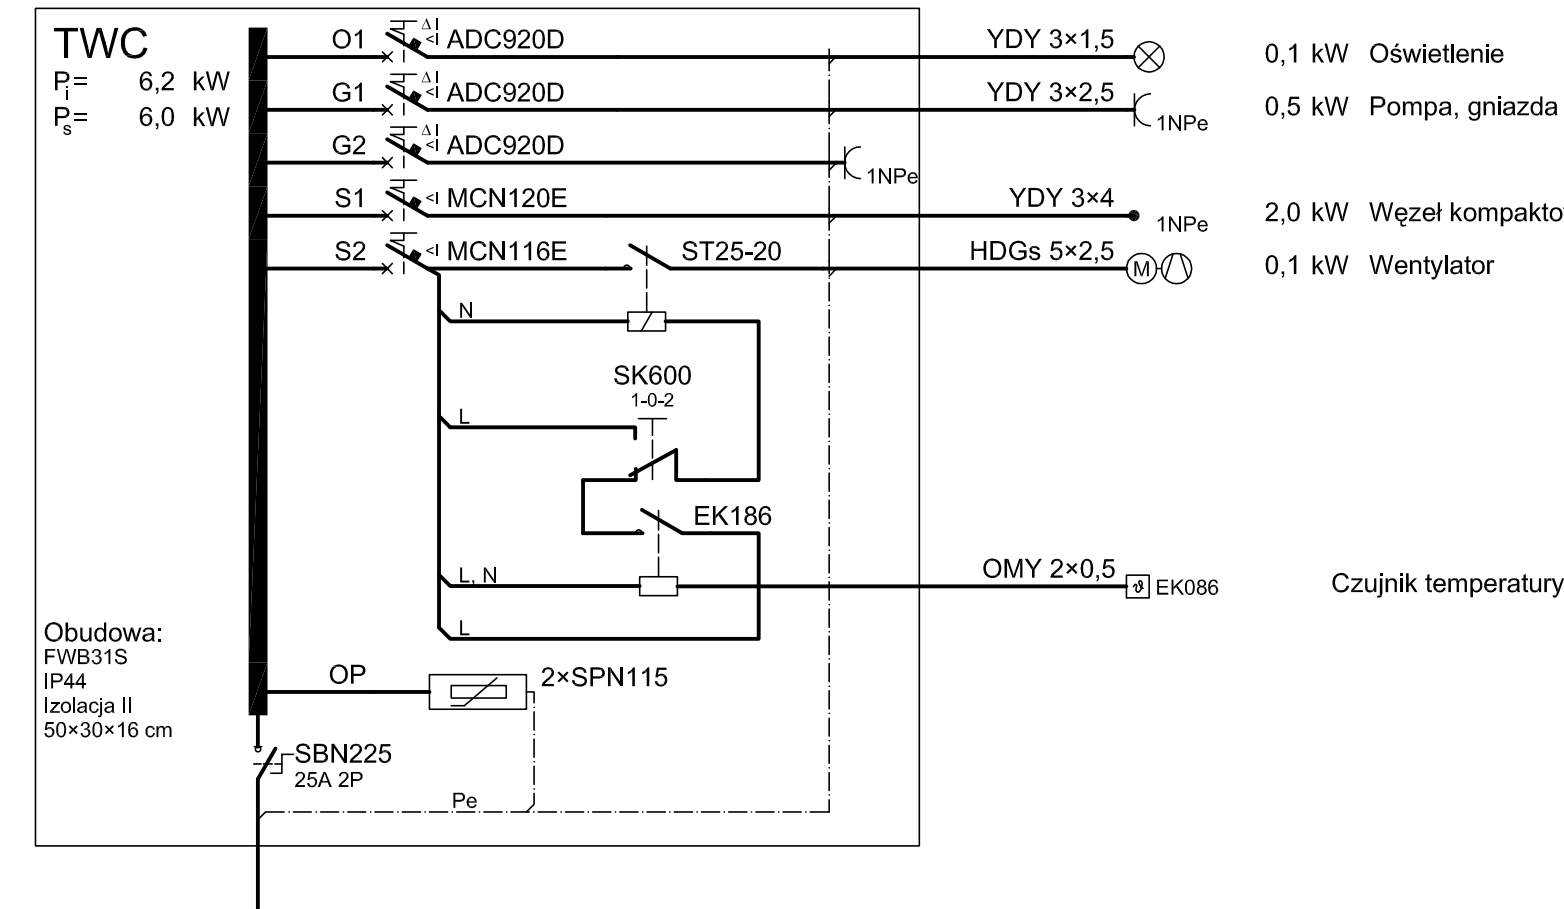 TWC
Pi= 6,2 kW
Ps= 6,0 kW
O1 ΔI <I ADC920D YDY 3×1,5 0,1 kW Oświetlenie
G1 ΔI <I ADC920D YDY 3×2,5 1NPe 0,5 kW Pompa, gniazda
G2 ΔI <I ADC920D 1NPe
S1 <I MCN120E YDY 3×4 1NPe 2,0 kW Węzeł kompakto
S2 <I MCN116E ST25-20 HDGs 5×2,5 M 0,1 kW Wentylator
N
SK600
1-0-2
L
EK186
L, N OMY 2×0,5 ϑ EK086 Czujnik temperatury
L
Obudowa:
FWB31S
IP44
Izolacja II
50×30×16 cm
OP 2×SPN115
SBN225
25A 2P
Pe